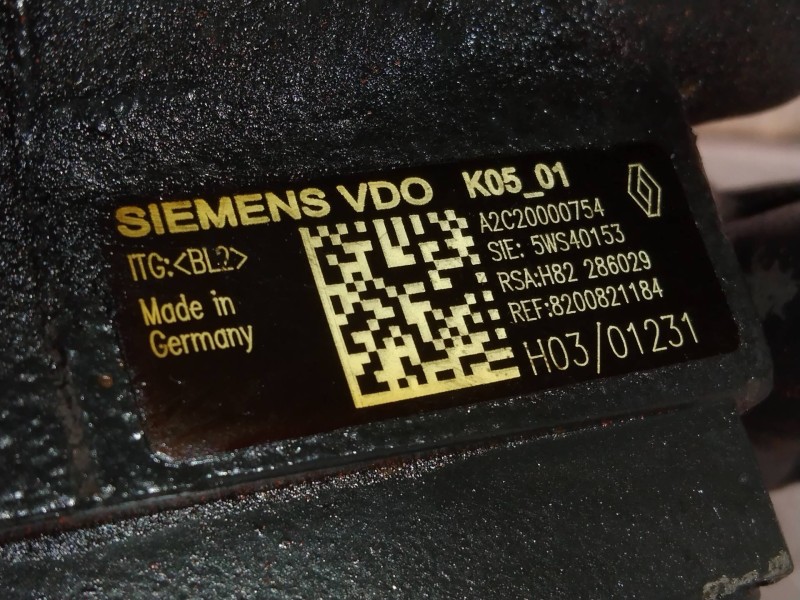 SIEMENS VDO K05_01
ITG:<BL2>
Made in
Germany
A2C20000754
SIE: 5WS40153
RSA:H82 286029
REF:8200821184
H03/01231